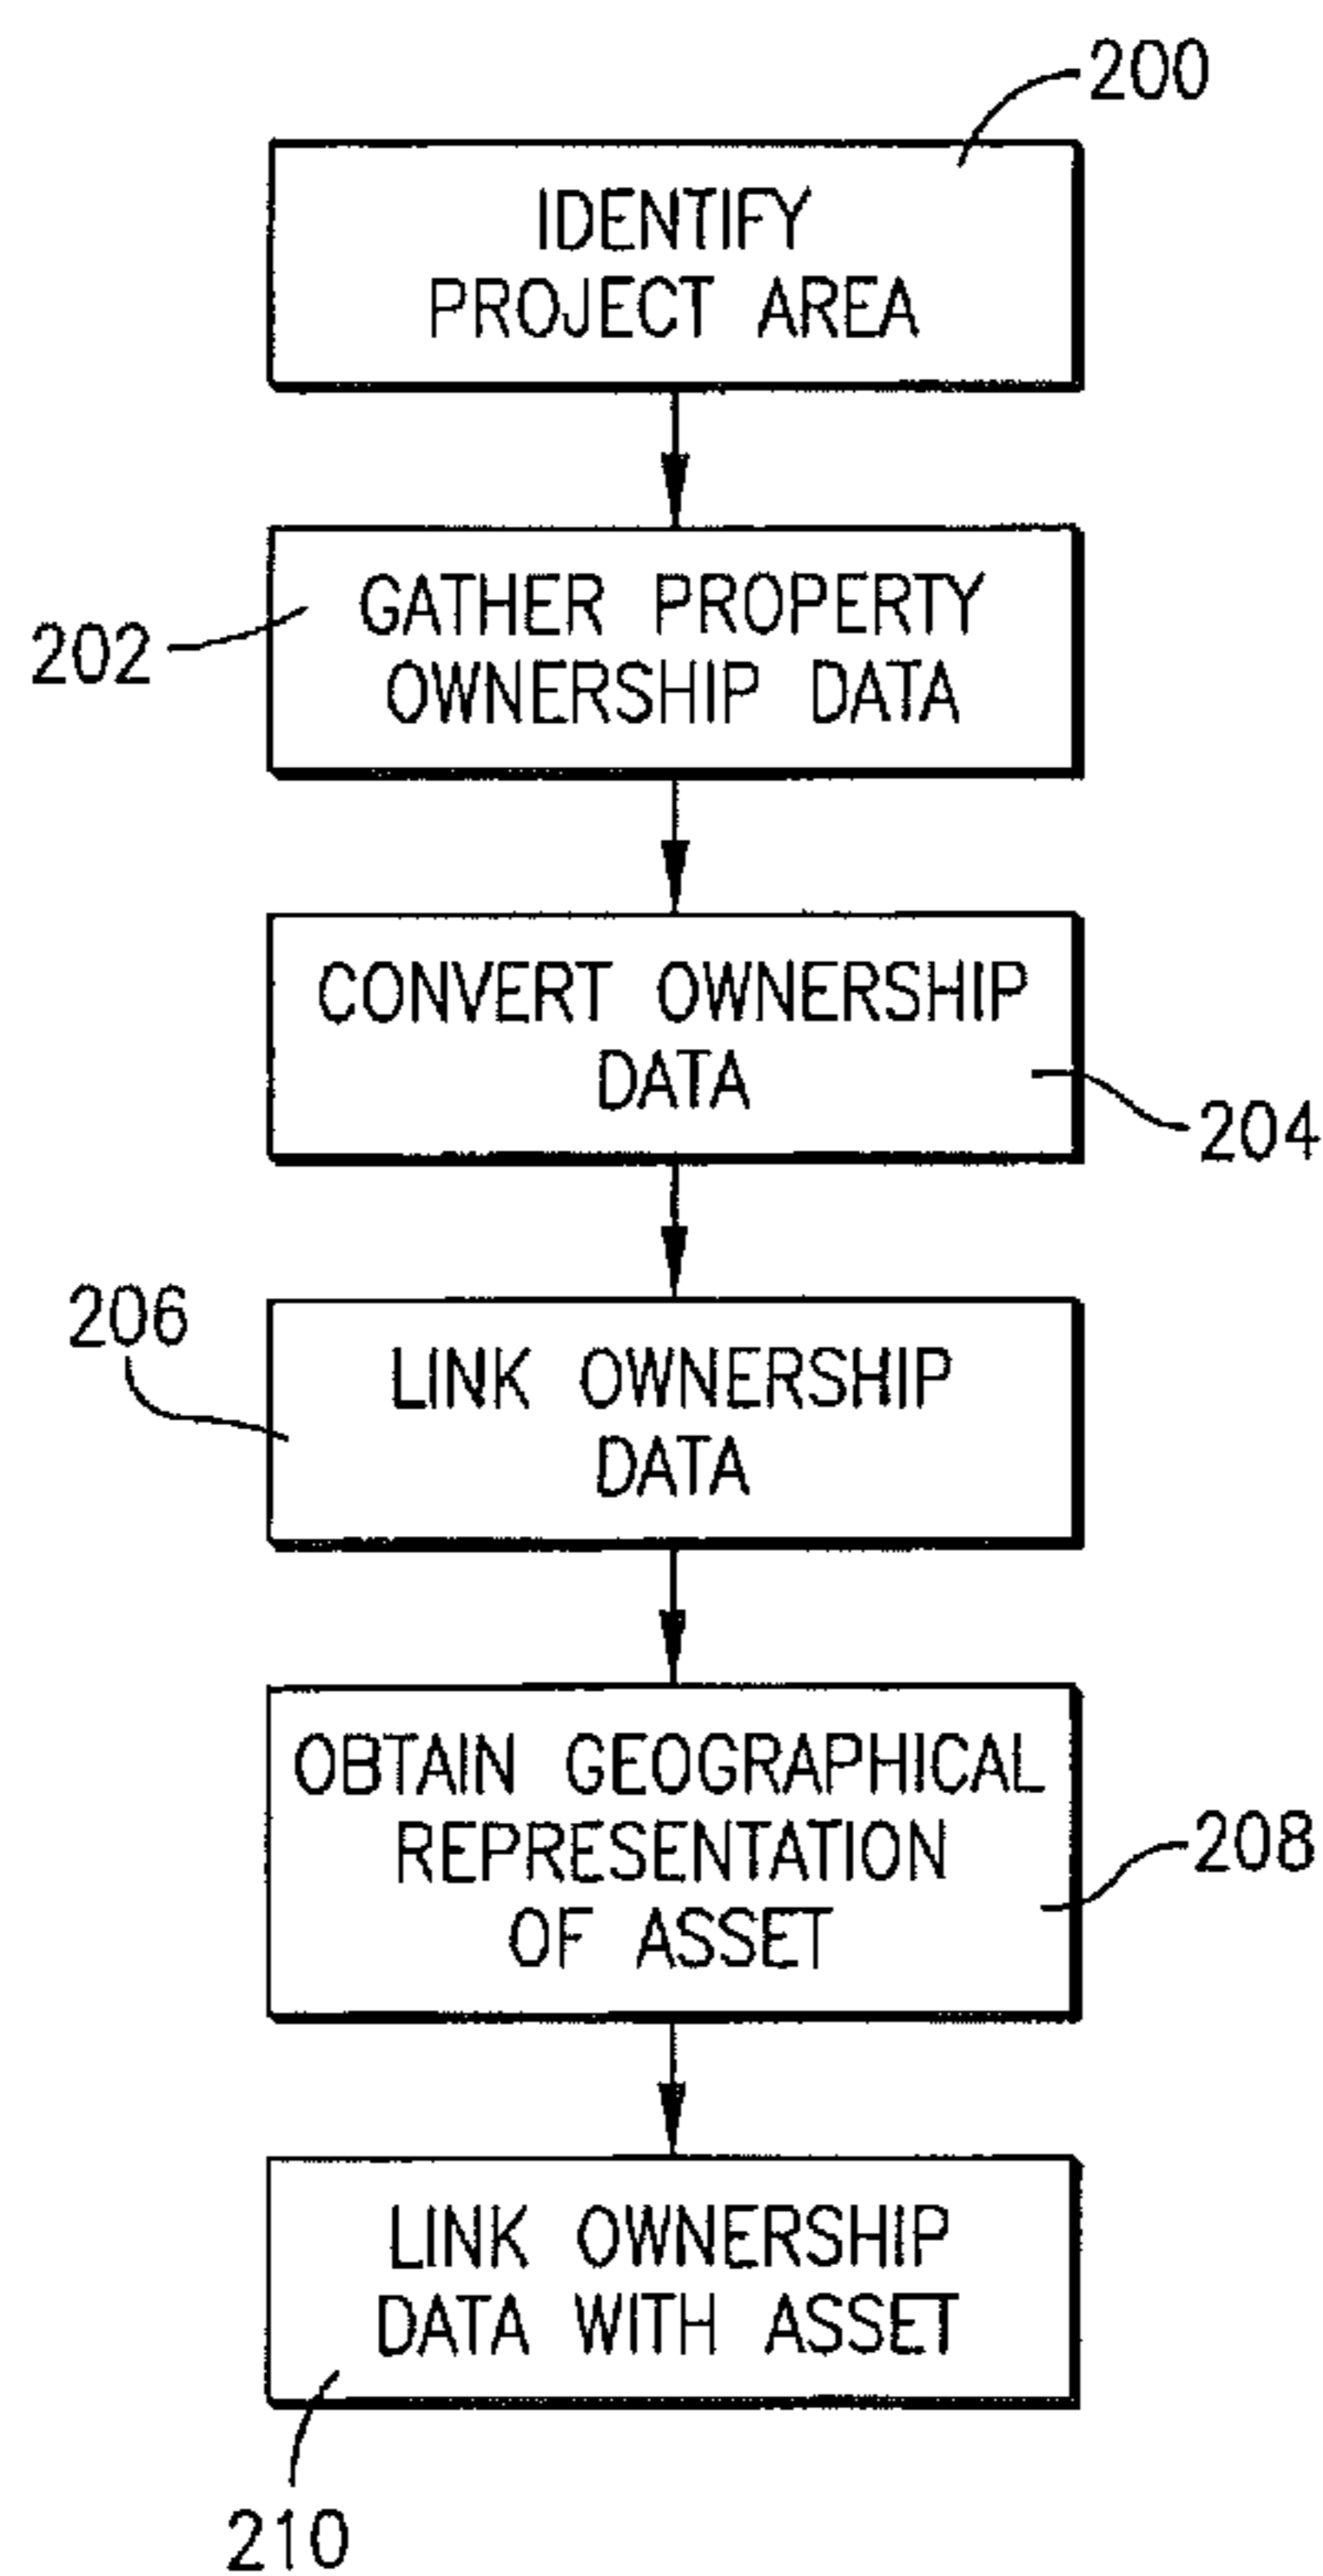 200
IDENTIFY
PROJECT AREA
202
GATHER PROPERTY
OWNERSHIP DATA
CONVERT OWNERSHIP
DATA
204
206
LINK OWNERSHIP
DATA
OBTAIN GEOGRAPHICAL
REPRESENTATION
OF ASSET
208
LINK OWNERSHIP
DATA WITH ASSET
210